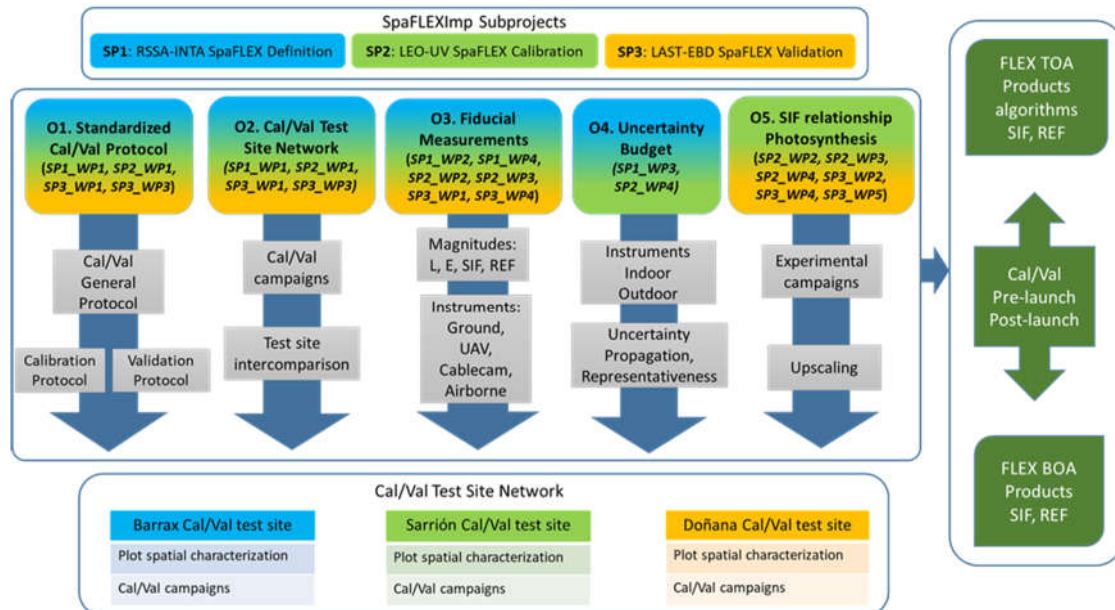 SpaFLEXImp Subprojects
SP1: RSSA-INTA SpaFLEX Definition
SP2: LEO-UV SpaFLEX Calibration
SP3: LAST-EBD SpaFLEX Validation
O1. Standardized
Cal/Val Protocol
(SP1_WP1, SP2_WP1,
SP3_WP1, SP3_WP3)
Cal/Val
General
Protocol
Calibration
Protocol
Validation
Protocol
O2. Cal/Val Test
Site Network
(SP1_WP1, SP2_WP1,
SP3_WP1, SP3_WP3)
Cal/Val
campaigns
Test site
intercomparison
O3. Fiducial
Measurements
(SP1_WP2, SP1_WP4,
SP2_WP2, SP2_WP3,
SP3_WP1, SP3_WP4)
Magnitudes:
L, E, SIF, REF
Instruments:
Ground,
UAV,
Cablecam,
Airborne
O4. Uncertainty
Budget
(SP1_WP3,
SP2_WP4)
Instruments
Indoor
Outdoor
Uncertainty
Propagation,
Representativeness
O5. SIF relationship
Photosynthesis
(SP2_WP2, SP2_WP3,
SP2_WP4, SP3_WP2,
SP3_WP4, SP3_WP5)
Experimental
campaigns
Upscaling
FLEX TOA
Products
algorithms
SIF, REF
Cal/Val
Pre-launch
Post-launch
FLEX BOA
Products
SIF, REF
Cal/Val Test Site Network
Barrax Cal/Val test site
Plot spatial characterization
Cal/Val campaigns
Sarrión Cal/Val test site
Plot spatial characterization
Cal/Val campaigns
Doñana Cal/Val test site
Plot spatial characterization
Cal/Val campaigns